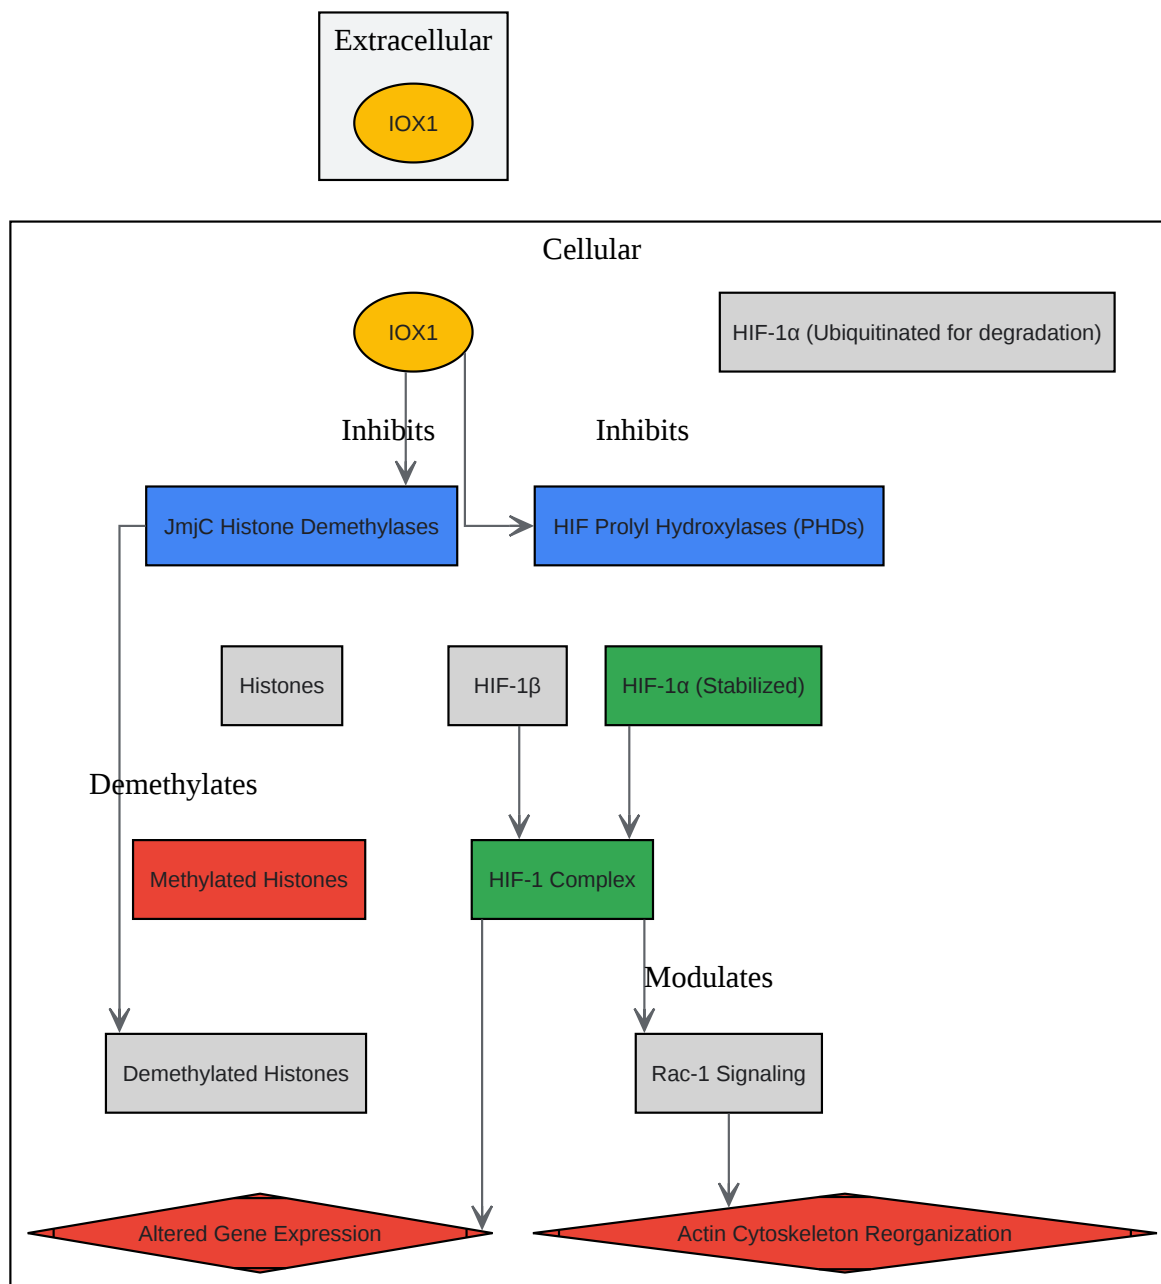 Extracellular
IOX1
Cellular
IOX1
HIF-1α (Ubiquitinated for degradation)
Inhibits
Inhibits
JmjC Histone Demethylases
HIF Prolyl Hydroxylases (PHDs)
Histones
HIF-1β
HIF-1α (Stabilized)
Demethylates
Methylated Histones
HIF-1 Complex
Modulates
Demethylated Histones
Rac-1 Signaling
Altered Gene Expression
Actin Cytoskeleton Reorganization